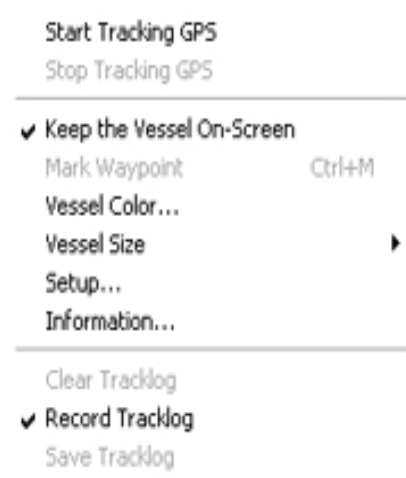 Start Tracking GPS
Stop Tracking GPS
Keep the Vessel On-Screen
Mark Waypoint Ctrl+M
Vessel Color...
Vessel Size
Setup...
Information...
Clear Tracklog
Record Tracklog
Save Tracklog